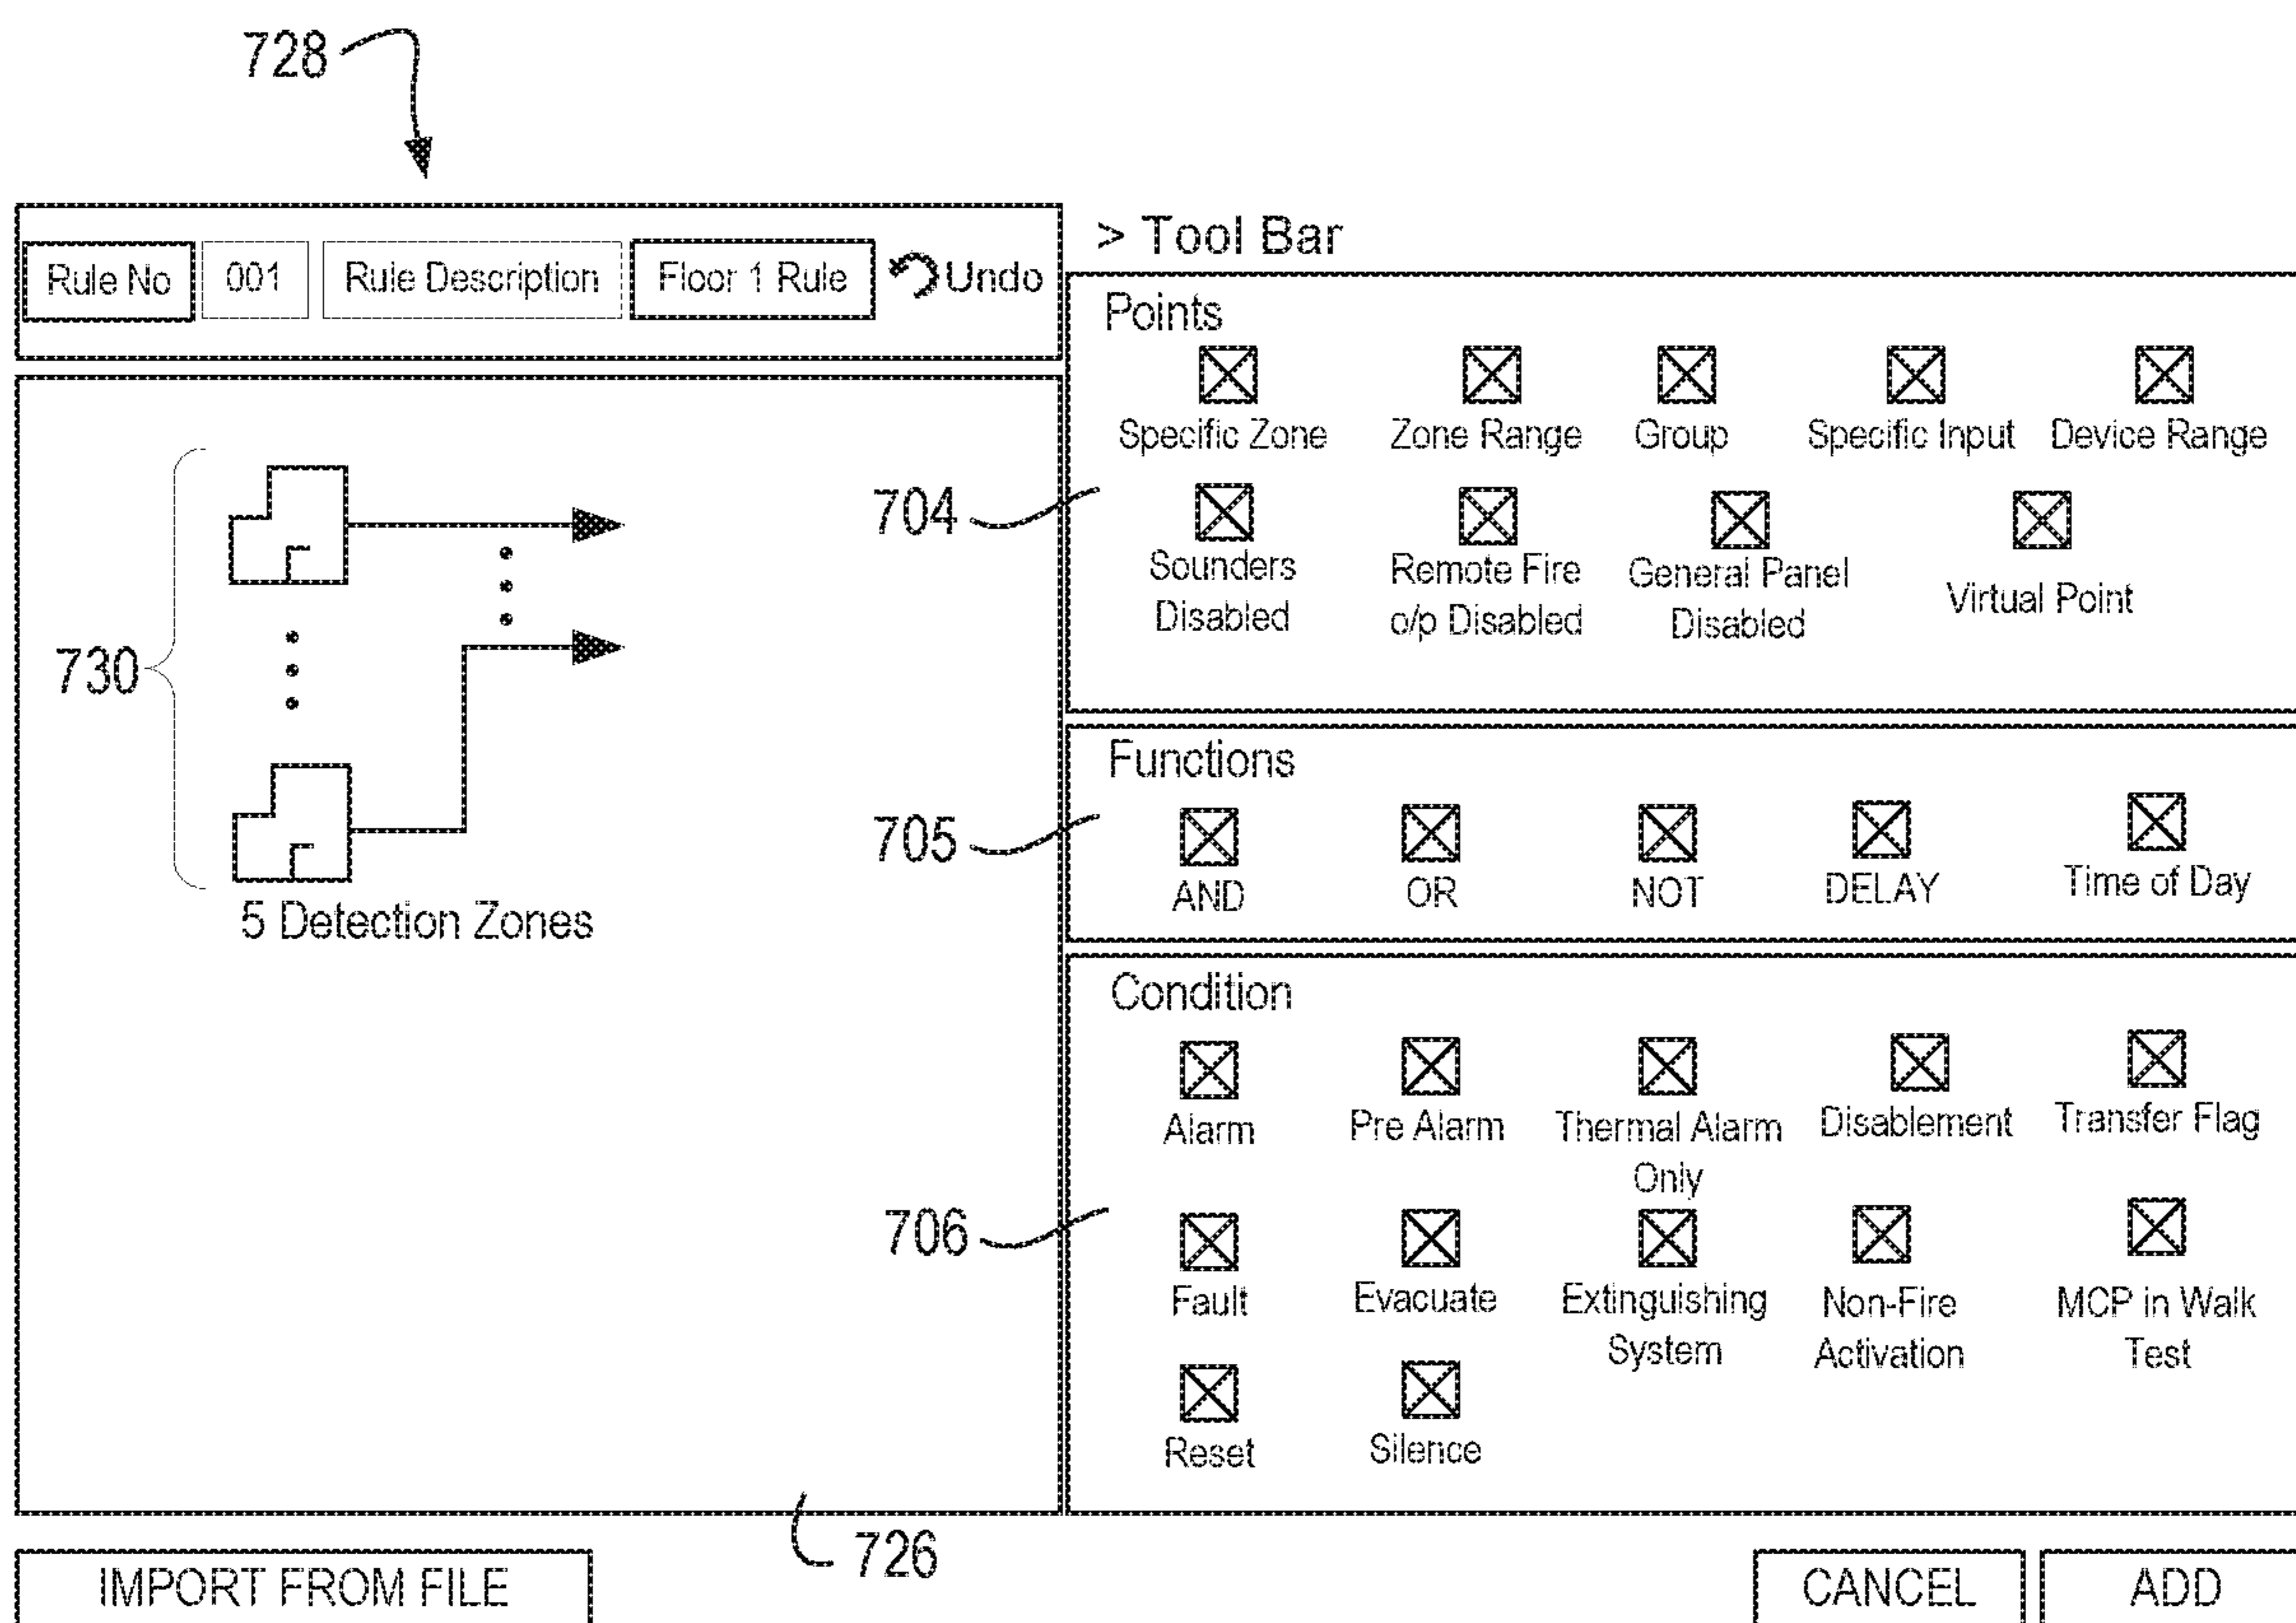 728
Rule No 001 Rule Description Floor 1 Rule Undo
> Tool Bar
Points
Specific Zone Zone Range Group Specific Input Device Range
704
Sounders Disabled
Remote Fire o/p Disabled
General Panel Disabled
Virtual Point
730
5 Detection Zones
Functions
705
AND OR NOT DELAY Time of Day
Condition
Alarm Pre Alarm Thermal Alarm Only Disablement Transfer Flag
706
Fault Evacuate Extinguishing System Non-Fire Activation MCP in Walk Test
Reset Silence
726
IMPORT FROM FILE CANCEL ADD